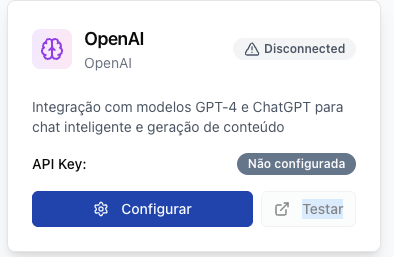 OpenAI
Disconnected
OpenAI
Integração com modelos GPT-4 e ChatGPT para
chat inteligente e geração de conteúdo
API Key:
Não configurada
Configurar
Testar